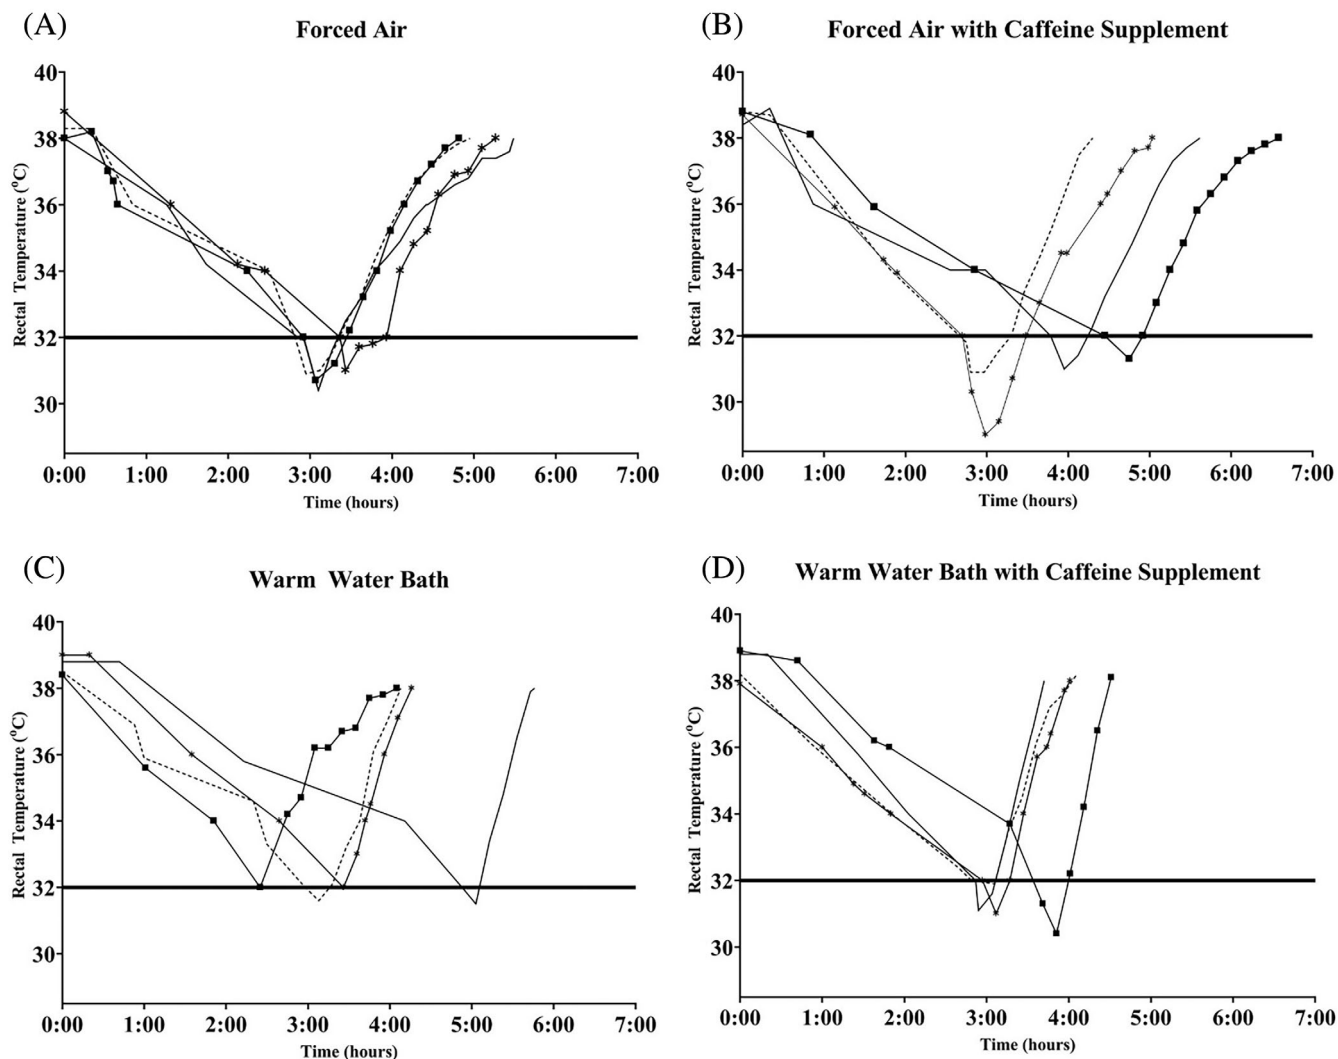 (A)
Forced Air
40
38
36
34
32
30
Rectal Temperature (°C)
0:00 1:00 2:00 3:00 4:00 5:00 6:00 7:00
Time (hours)
(B)
Forced Air with Caffeine Supplement
40
38
36
34
32
30
Rectal Temperature (°C)
0:00 1:00 2:00 3:00 4:00 5:00 6:00 7:00
Time (hours)
(C)
Warm Water Bath
40
38
36
34
32
30
Rectal Temperature (°C)
0:00 1:00 2:00 3:00 4:00 5:00 6:00 7:00
Time (hours)
(D)
Warm Water Bath with Caffeine Supplement
40
38
36
34
32
30
Rectal Temperature (°C)
0:00 1:00 2:00 3:00 4:00 5:00 6:00 7:00
Time (hours)